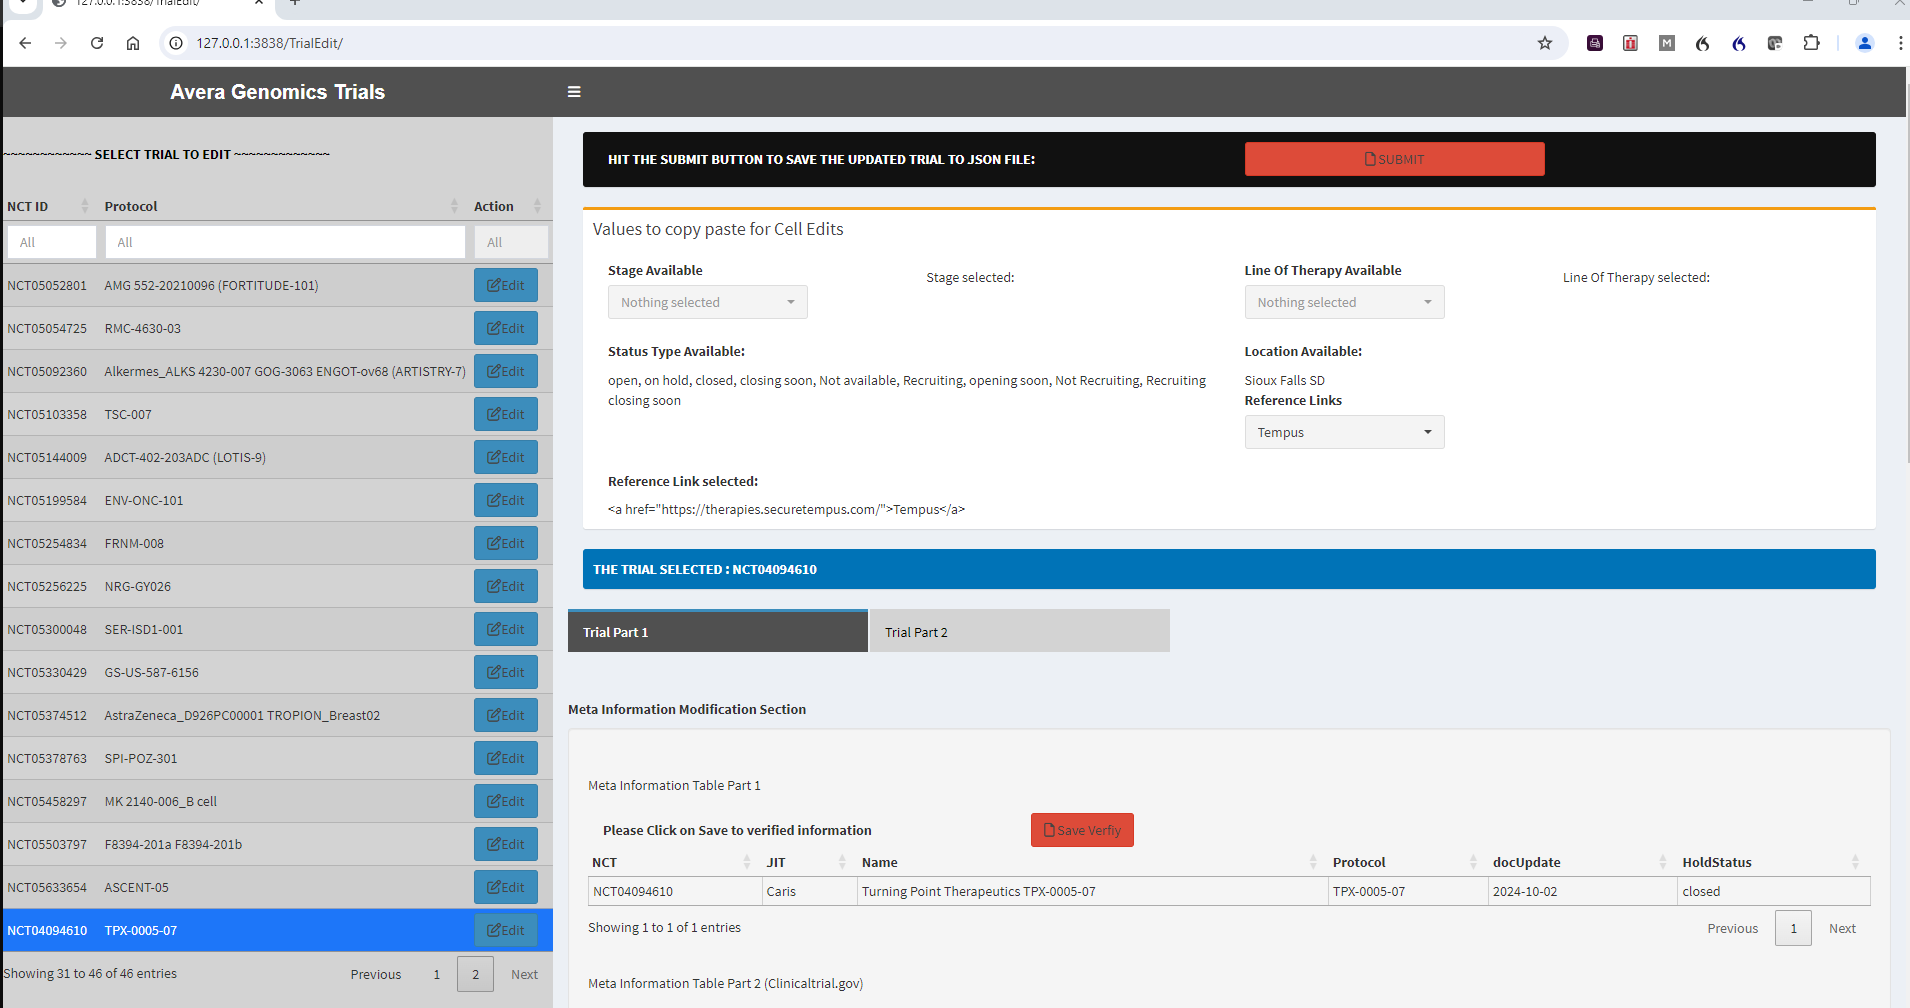 127.0.0.1:3838/TrialEdit/
127.0.0.1:3838/TrialEdit/
Avera Genomics Trials
~~~~~~~~~~~~ SELECT TRIAL TO EDIT ~~~~~~~~~~~~~
NCT ID Protocol Action
All All All
NCT05052801 AMG 552-20210096 (FORTITUDE-101) Edit
NCT05054725 RMC-4630-03 Edit
NCT05092360 Alkermes_ALKS 4230-007 GOG-3063 ENGOT-ov68 (ARTISTRY-7) Edit
NCT05103358 TSC-007 Edit
NCT05144009 ADCT-402-203ADC (LOTIS-9) Edit
NCT05199584 ENV-ONC-101 Edit
NCT05254834 FRNM-008 Edit
NCT05256225 NRG-GY026 Edit
NCT05300048 SER-ISD1-001 Edit
NCT05330429 GS-US-587-6156 Edit
NCT05374512 AstraZeneca_D926PC00001 TROPION_Breast02 Edit
NCT05378763 SPI-POZ-301 Edit
NCT05458297 MK 2140-006_B cell Edit
NCT05503797 F8394-201a F8394-201b Edit
NCT05633654 ASCENT-05 Edit
NCT04094610 TPX-0005-07 Edit
Showing 31 to 46 of 46 entries Previous 1 2 Next
HIT THE SUBMIT BUTTON TO SAVE THE UPDATED TRIAL TO JSON FILE: SUBMIT
Values to copy paste for Cell Edits
Stage Available
Nothing selected
Stage selected:
Line Of Therapy Available
Nothing selected
Line Of Therapy selected:
Status Type Available:
open, on hold, closed, closing soon, Not available, Recruiting, opening soon, Not Recruiting, Recruiting
closing soon
Location Available:
Sioux Falls SD
Reference Links
Tempus
Reference Link selected:
<a href="https://therapies.securetempus.com/">Tempus</a>
THE TRIAL SELECTED : NCT04094610
Trial Part 1 Trial Part 2
Meta Information Modification Section
Meta Information Table Part 1
Please Click on Save to verified information Save Verfiy
NCT JIT Name Protocol docUpdate HoldStatus
NCT04094610 Caris Turning Point Therapeutics TPX-0005-07 TPX-0005-07 2024-10-02 closed
Showing 1 to 1 of 1 entries Previous 1 Next
Meta Information Table Part 2 (Clinicaltrial.gov)